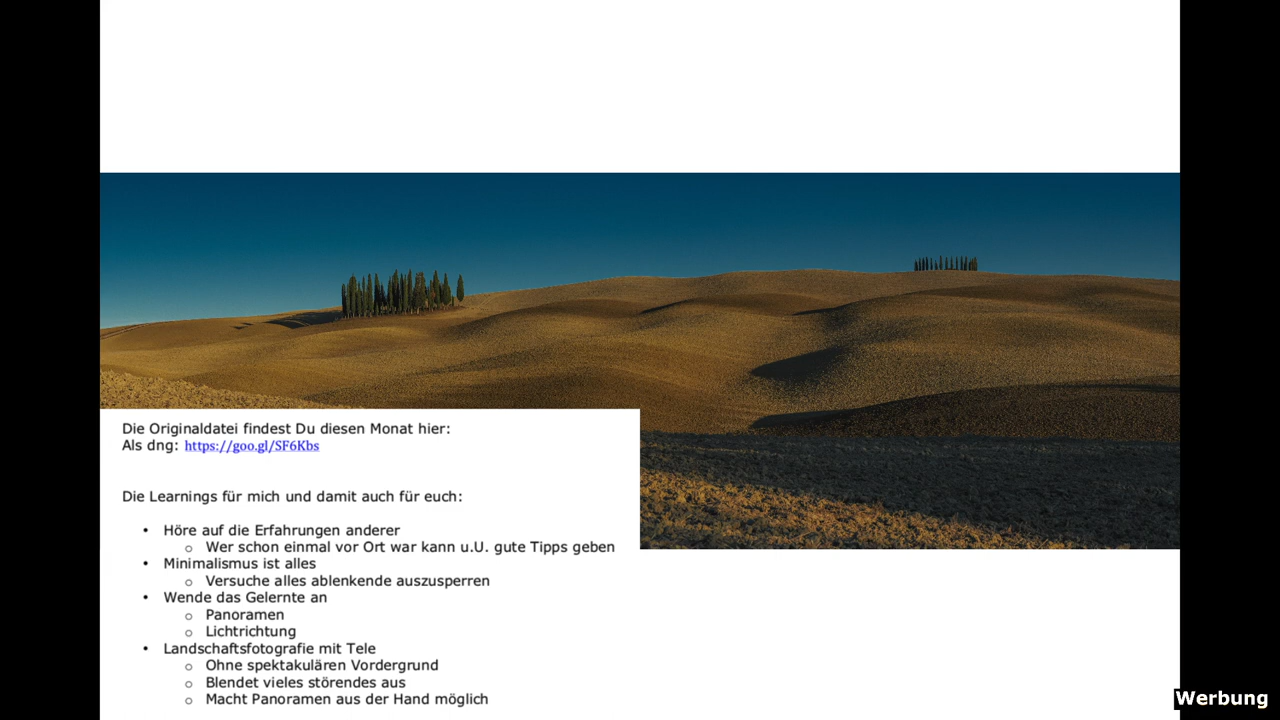 Die Originaldatei findest Du diesen Monat hier:
Als dng: https://goo.gl/SF6Kbs
Die Learnings für mich und damit auch für euch:
• Höre auf die Erfahrungen anderer
o Wer schon einmal vor Ort war kann u.U. gute Tipps geben
• Minimalismus ist alles
o Versuche alles ablenkende auszusperren
• Wende das Gelernte an
o Panoramen
o Lichtrichtung
• Landschaftsfotografie mit Tele
o Ohne spektakulären Vordergrund
o Blendet vieles störendes aus
o Macht Panoramen aus der Hand möglich
Werbung